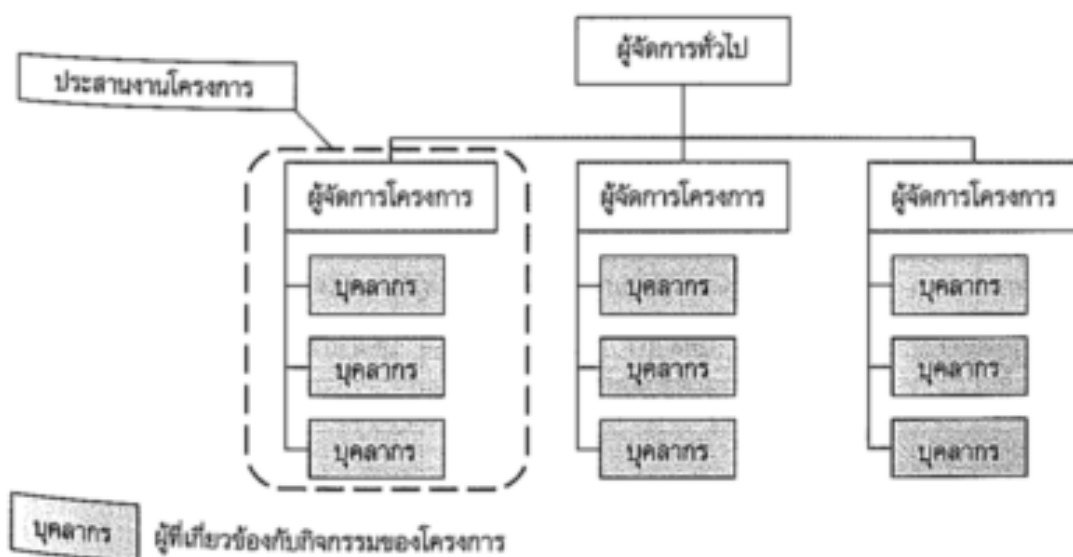 ผู้จัดการทั่วไป
ประสานงานโครงการ
ผู้จัดการโครงการ ผู้จัดการโครงการ ผู้จัดการโครงการ
บุคลากร บุคลากร บุคลากร
บุคลากร บุคลากร บุคลากร
บุคลากร บุคลากร บุคลากร
บุคลากร ผู้ที่เกี่ยวข้องกับกิจกรรมของโครงการ